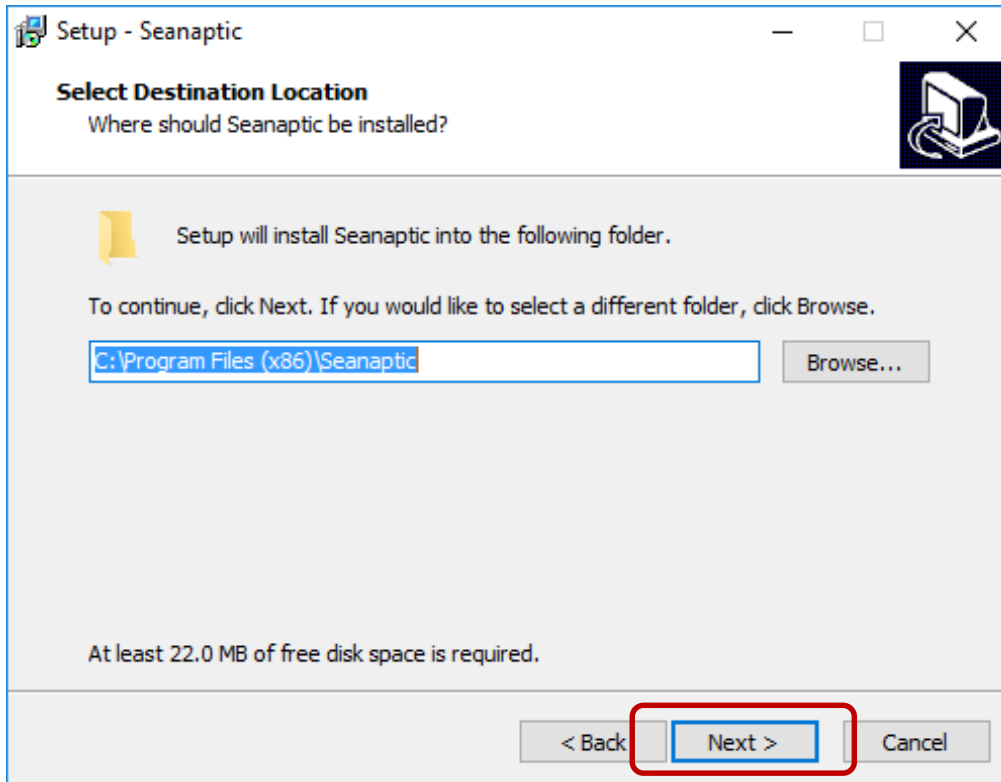 Setup - Seanaptic
Select Destination Location
Where should Seanaptic be installed?
Setup will install Seanaptic into the following folder.
To continue, click Next. If you would like to select a different folder, click Browse.
C:\Program Files (x86)\Seanaptic
Browse...
At least 22.0 MB of free disk space is required.
< Back
Next >
Cancel